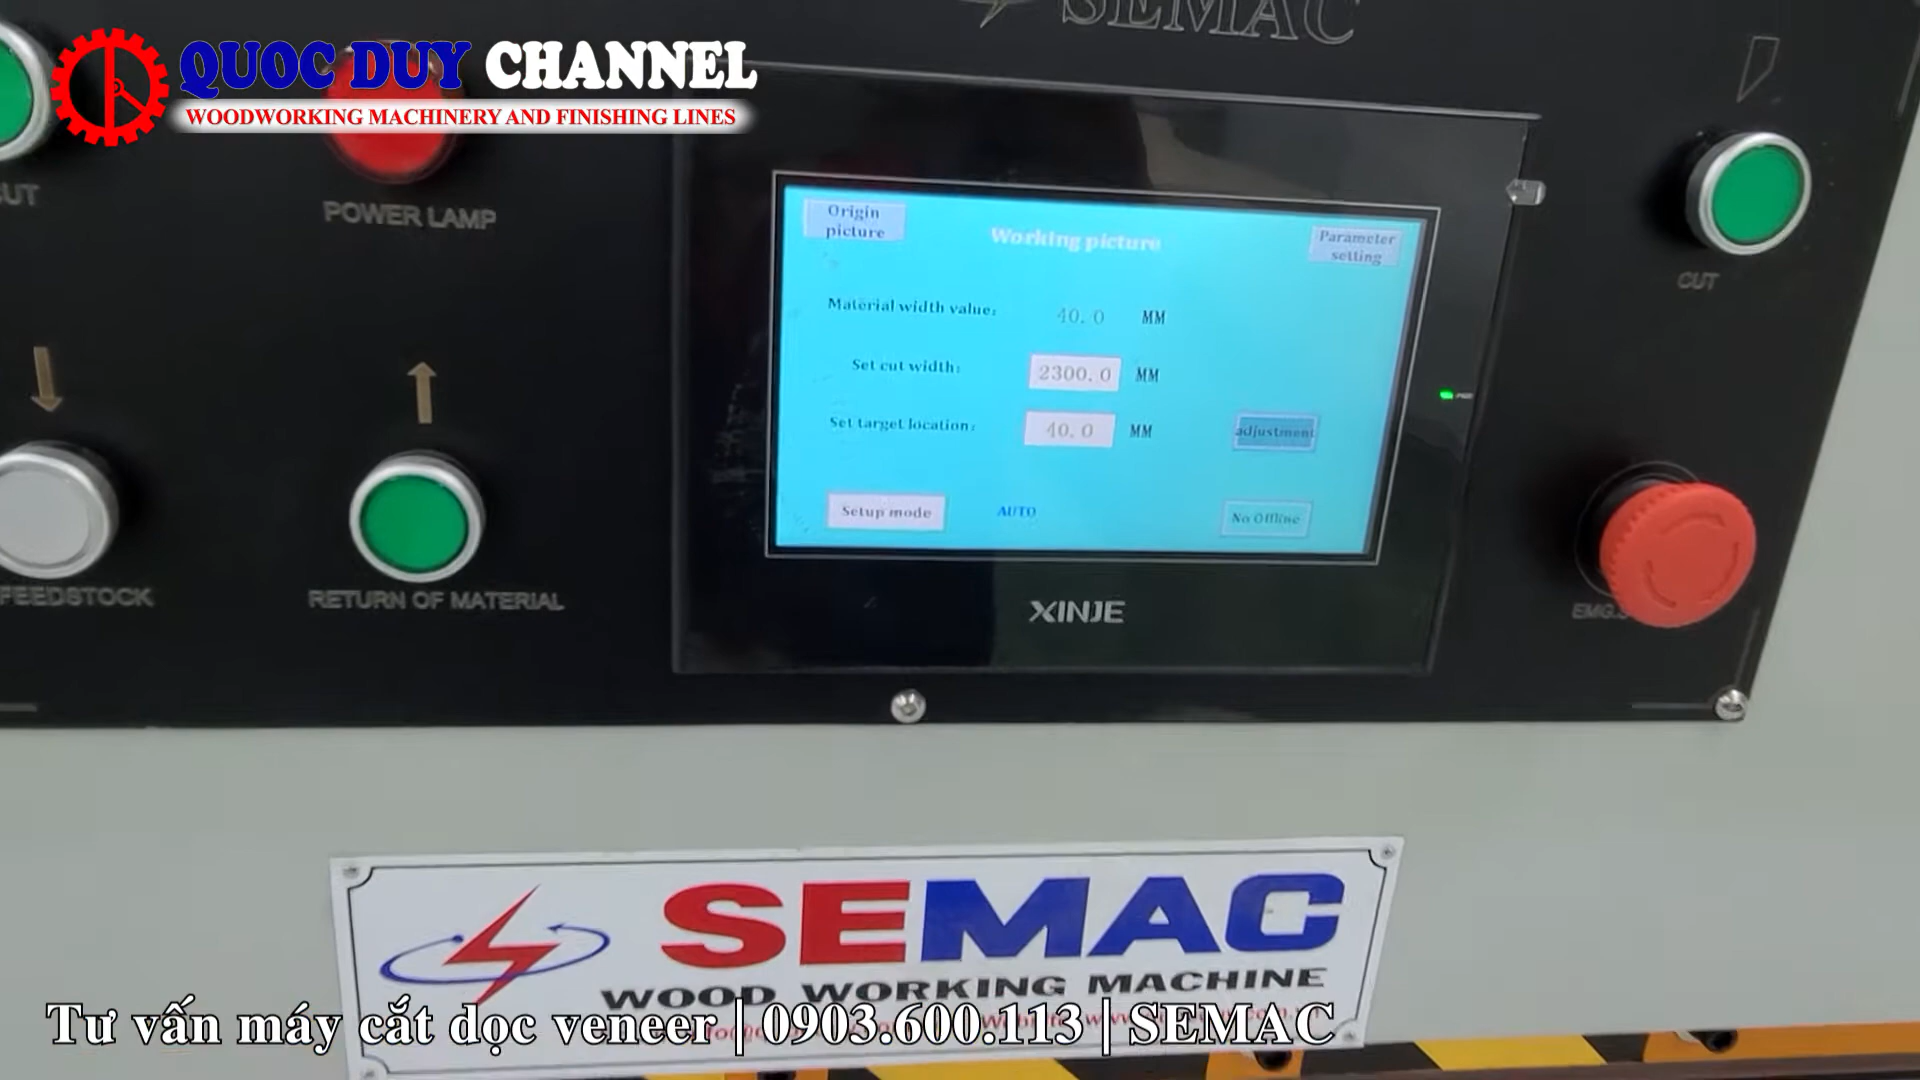 SEMAC
QUOC DUY CHANNEL
WOODWORKING MACHINERY AND FINISHING LINES
POWER LAMP
CUT
Origin
picture
Working picture
Parameter
setting
Material width value: 40.0 MM
Set cut width: 2300.0 MM
Set target location: 40.0 MM
adjustment
Setup mode
AUTO
No Offline
FEEDSTOCK
RETURN OF MATERIAL
XINJE
SEMAC
WOOD WORKING MACHINE
Tư vấn máy cắt dọc veneer | 0903.600.113 | SEMAC